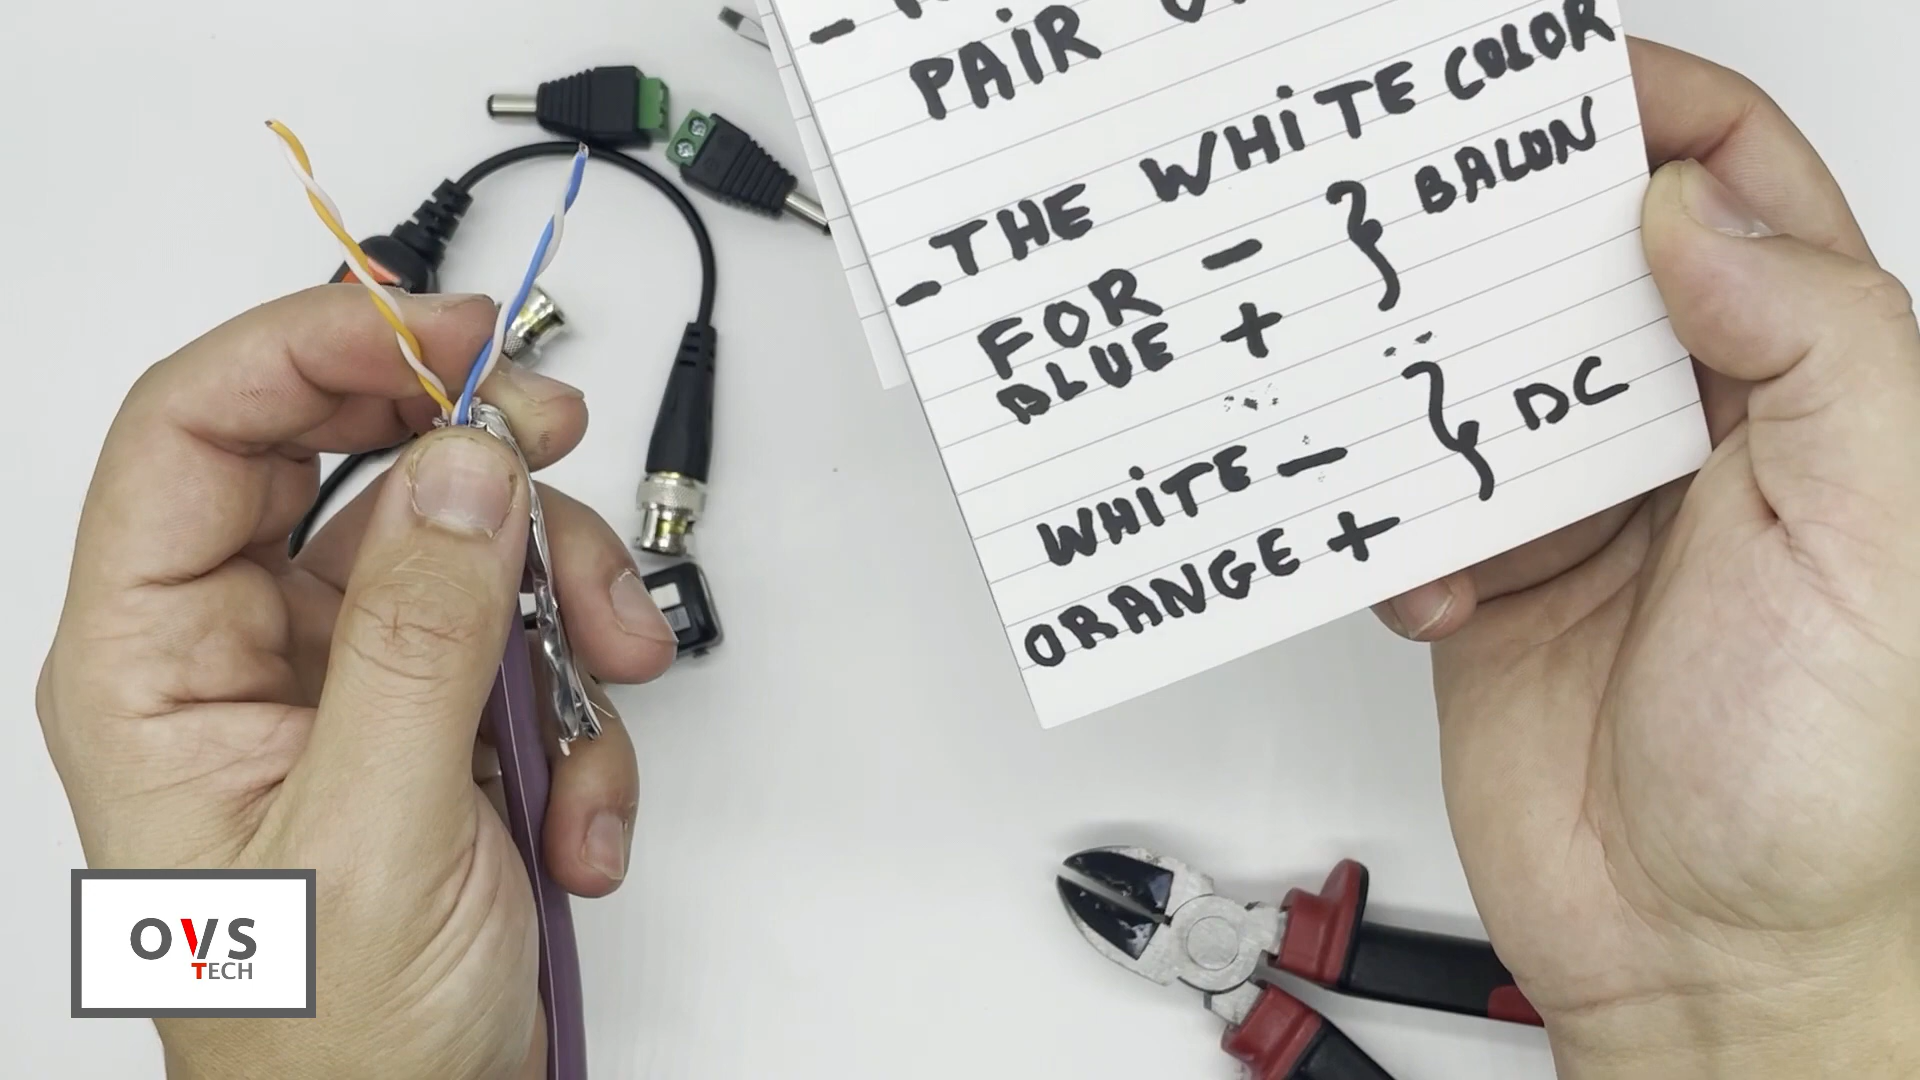 PAIR
- THE WHITE COLOR
FOR - } BALON
BLUE +
WHITE - } DC
ORANGE +
OVS
TECH